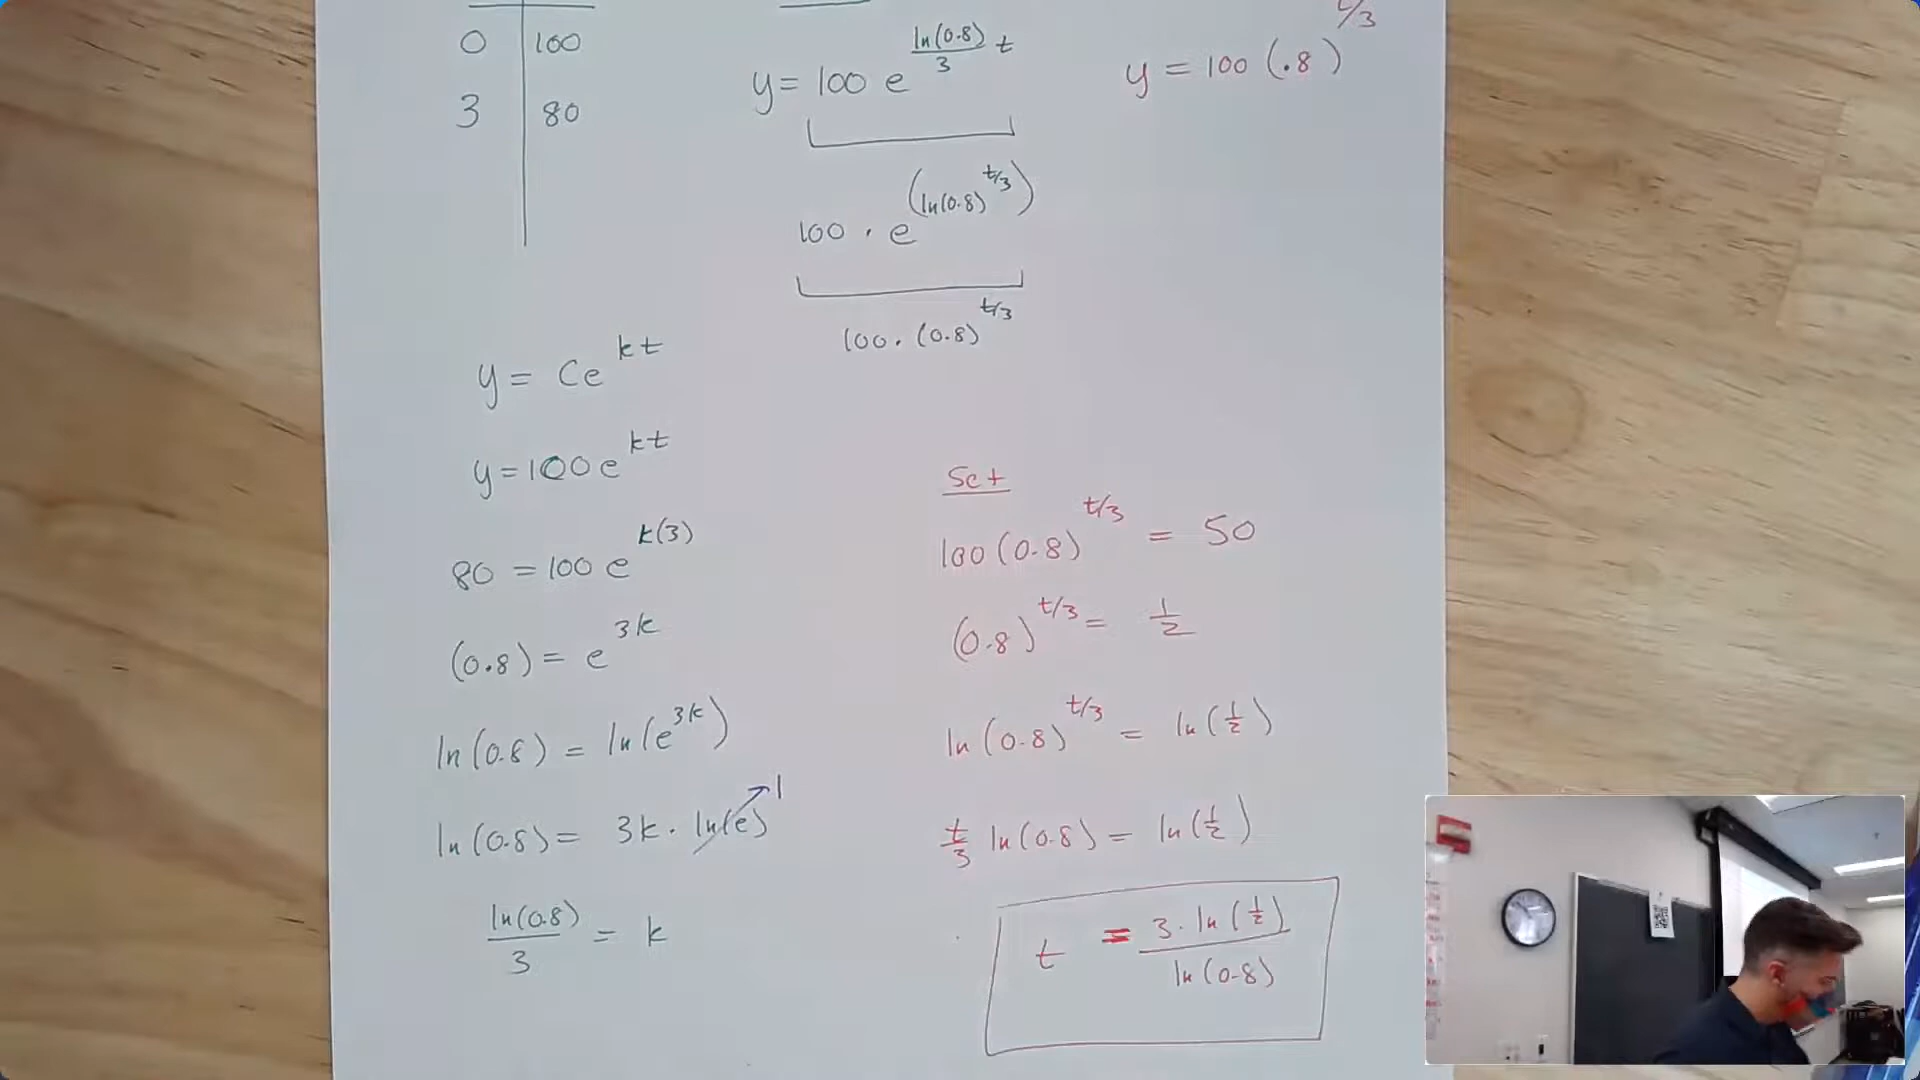 0 100
3 80
y = 100 e^(ln(0.8)/3 t)
100 · e^(ln(0.8)^(t/3))
100 · (0.8)^(t/3)
y = 100 (.8)^(t/3)
y = Ce^(kt)
y = 100 e^(kt)
80 = 100 e^(k(3))
(0.8) = e^(3k)
ln(0.8) = ln(e^(3k))
ln(0.8) = 3k · ln(e) 1
ln(0.8)/3 = k
Set
100 (0.8)^(t/3) = 50
(0.8)^(t/3) = 1/2
ln (0.8)^(t/3) = ln(1/2)
t/3 ln(0.8) = ln(1/2)
t = 3·ln(1/2) / ln(0.8)